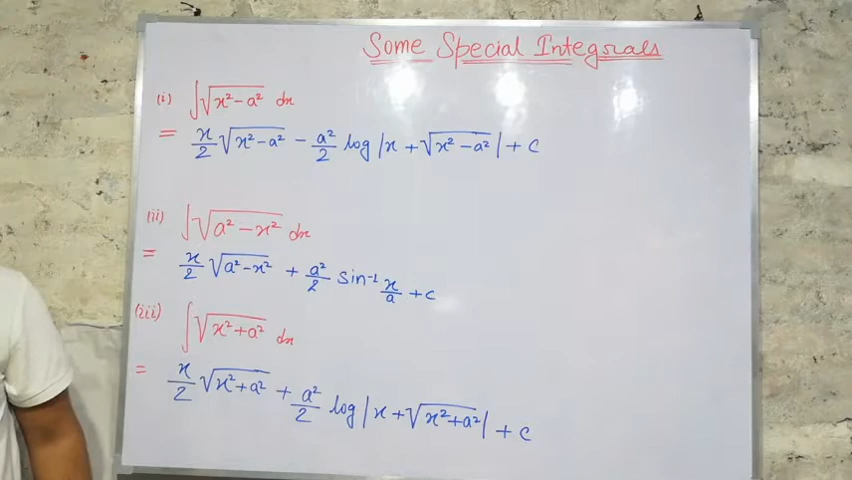 Some Special Integrals
(i) ∫√(x²-a²) dx
= x/2 √(x²-a²) - a²/2 log|x + √(x²-a²)| + c
(ii) ∫√(a²-x²) dx
= x/2 √(a²-x²) + a²/2 sin⁻¹ x/a + c
(iii) ∫√(x²+a²) dx
= x/2 √(x²+a²) + a²/2 log|x + √(x²+a²)| + c